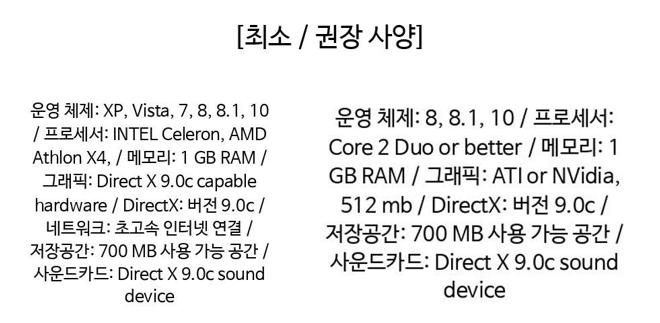 [최소 / 권장 사양]
운영 체제: XP, Vista, 7, 8, 8.1, 10
/ 프로세서: INTEL Celeron, AMD
Athlon X4, / 메모리: 1 GB RAM /
그래픽: Direct X 9.0c capable
hardware / DirectX: 버전 9.0c /
네트워크: 초고속 인터넷 연결 /
저장공간: 700 MB 사용 가능 공간 /
사운드카드: Direct X 9.0c sound
device
운영 체제: 8, 8.1, 10 / 프로세서:
Core 2 Duo or better / 메모리: 1
GB RAM / 그래픽: ATI or NVidia,
512 mb / DirectX: 버전 9.0c /
저장공간: 700 MB 사용 가능 공간 /
사운드카드: Direct X 9.0c sound
device